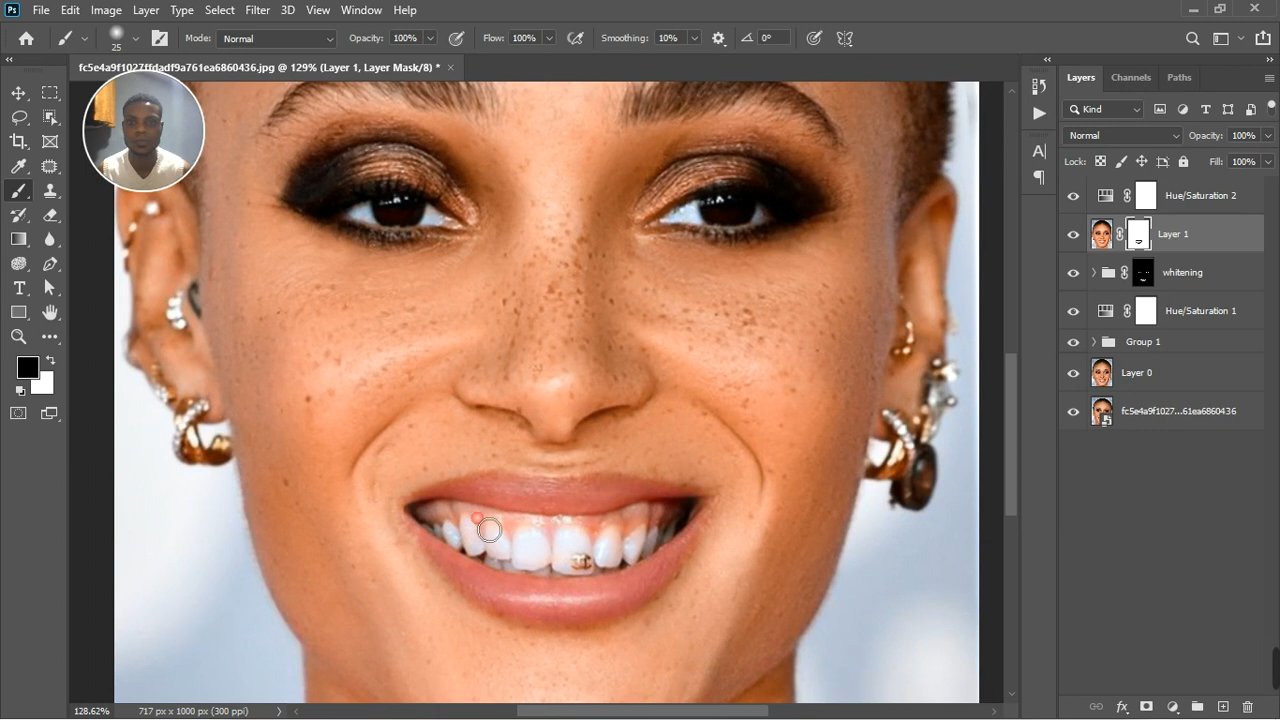 Ps File Edit Image Layer Type Select Filter 3D View Window Help
25 Mode: Normal Opacity: 100% Flow: 100% Smoothing: 10% 0°
fc5e4a9f1027ffdadf9a761ea6860436.jpg @ 129% (Layer 1, Layer Mask/8) *
Layers Channels Paths
Kind
Normal Opacity: 100%
Lock: Fill: 100%
Hue/Saturation 2
Layer 1
whitening
Hue/Saturation 1
Group 1
Layer 0
fc5e4a9f1027...61ea6860436
128.62% 717 px x 1000 px (300 ppi)